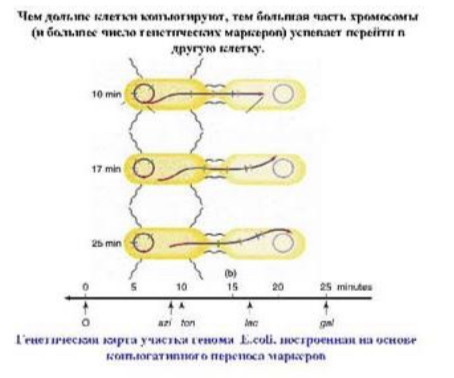 Чем дольше клетки конъюгируют, тем большая часть хромосомы
(и большее число генетических маркеров) успевает перейти в
другую клетку.
10 min
17 min
25 min
(b)
0 5 10 15 20 25 minutes
O azi ton lac gal
Генетическая карта участка генома E.coli, построенная на основе
конъюгативного переноса маркеров